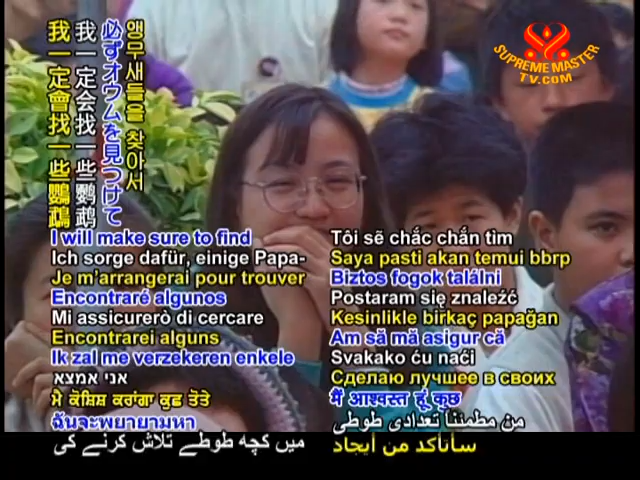 SUPREME MASTER
TV.COM
앵무새들을 찾아서
必ずオウムを見つけて
我一定会找一些鹦鹉
我一定會找一些鸚鵡
I will make sure to find
Ich sorge dafür, einige Papa-
Je m'arrangerai pour trouver
Encontraré algunos
Mi assicurerò di cercare
Encontrarei alguns
Ik zal me verzekeren enkele
אני אמצא
ਮੈ ਕੋਸ਼ਿਸ਼ ਕਰਾਂਗਾ ਕੁਛ ਤੋਤੇ
ฉันจะพยายามหา
میں کچھ طوطے تلاش کرنے کی
Tôi sẽ chắc chắn tìm
Saya pasti akan temui bbrp
Biztos fogok találni
Postaram się znaleźć
Kesinlikle birkaç papağan
Am să mă asigur că
Svakako ću naći
Сделаю лучшее в своих
मैं आश्वस्त हूं कुछ
من مطمئنناً تعدادی طوطی
سأتأكد من أيجاد